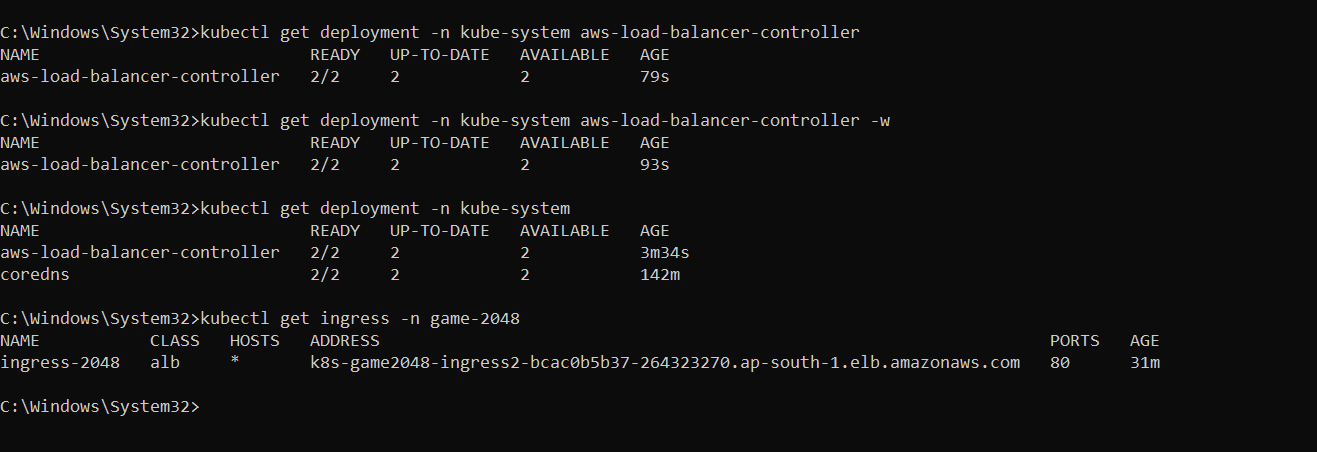 C:\Windows\System32>kubectl get deployment -n kube-system aws-load-balancer-controller
NAME READY UP-TO-DATE AVAILABLE AGE
aws-load-balancer-controller 2/2 2 2 79s
C:\Windows\System32>kubectl get deployment -n kube-system aws-load-balancer-controller -w
NAME READY UP-TO-DATE AVAILABLE AGE
aws-load-balancer-controller 2/2 2 2 93s
C:\Windows\System32>kubectl get deployment -n kube-system
NAME READY UP-TO-DATE AVAILABLE AGE
aws-load-balancer-controller 2/2 2 2 3m34s
coredns 2/2 2 2 142m
C:\Windows\System32>kubectl get ingress -n game-2048
NAME CLASS HOSTS ADDRESS PORTS AGE
ingress-2048 alb * k8s-game2048-ingress2-bcac0b5b37-264323270.ap-south-1.elb.amazonaws.com 80 31m
C:\Windows\System32>